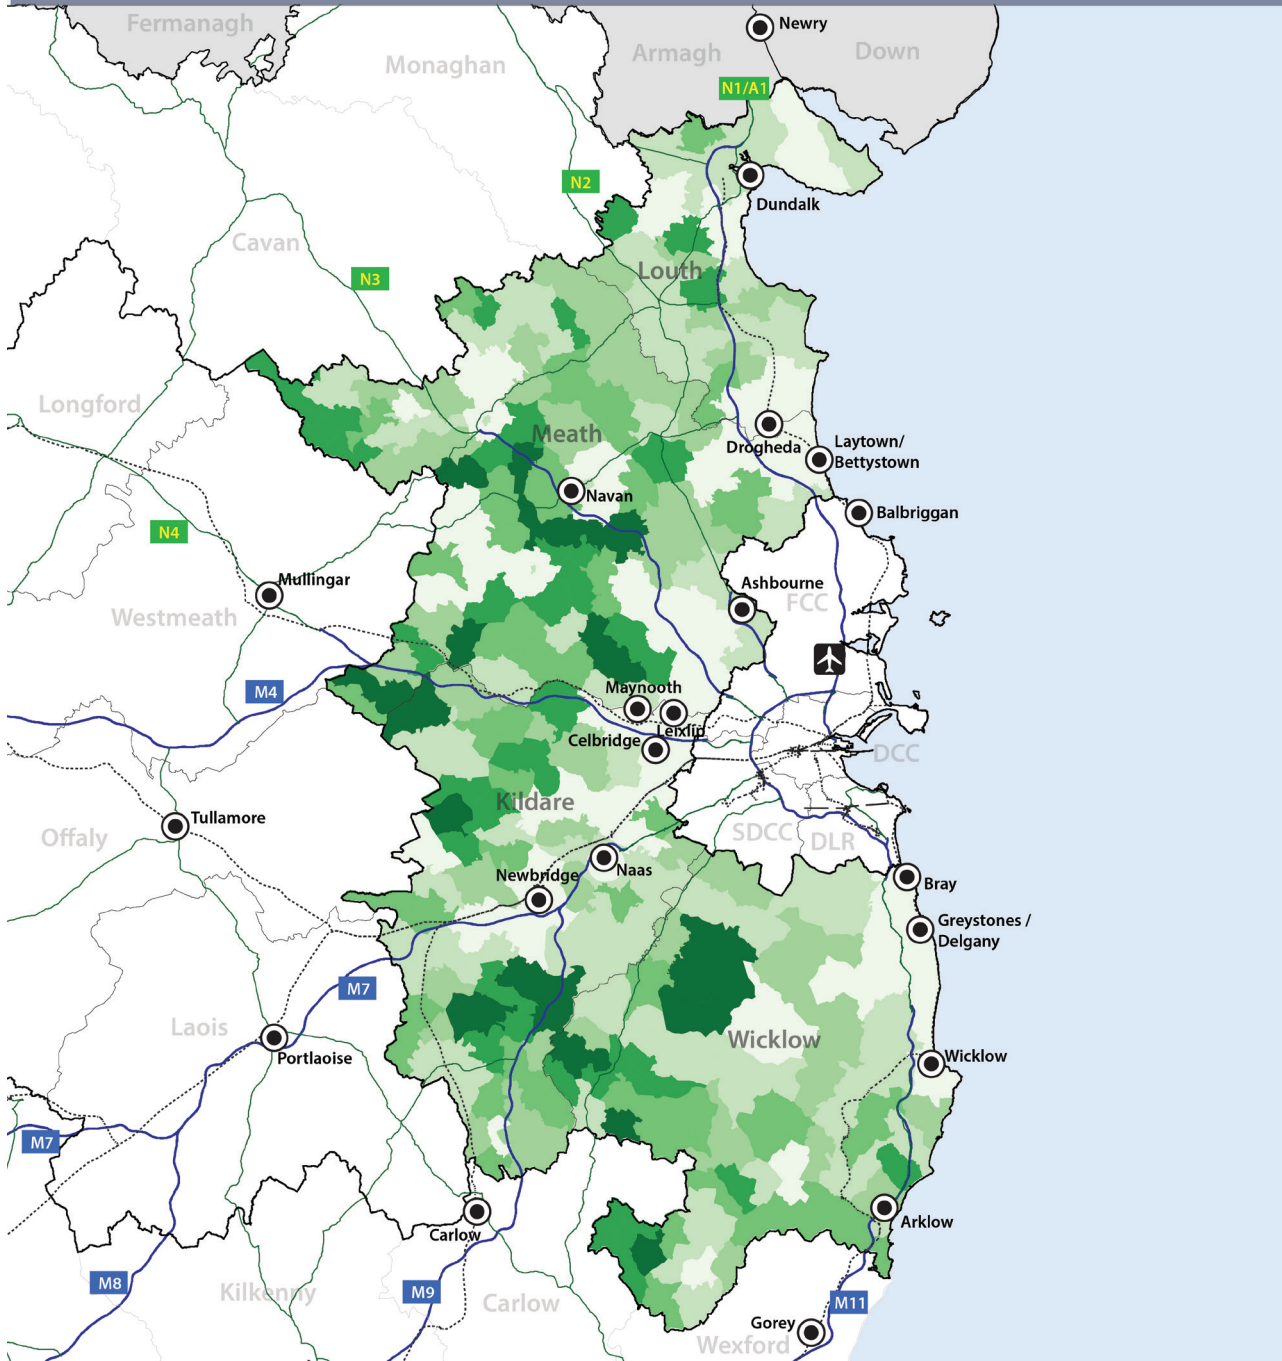 Fermanagh
Newry
Armagh
Down
Monaghan
N1/A1
N2
Dundalk
Cavan
N3
Louth
Longford
Meath
Drogheda
Laytown/
Bettystown
Navan
Balbriggan
N4
Mullingar
Ashbourne
FCC
Westmeath
M4
Maynooth
Leixlip
Celbridge
DCC
Kildare
Tullamore
Offaly
SDCC
DLR
Newbridge
Naas
Bray
Greystones /
Delgany
M7
Laois
Wicklow
Portlaoise
Wicklow
M7
Carlow
Arklow
M8
Kilkenny
M9
Carlow
M11
Gorey
Wexford